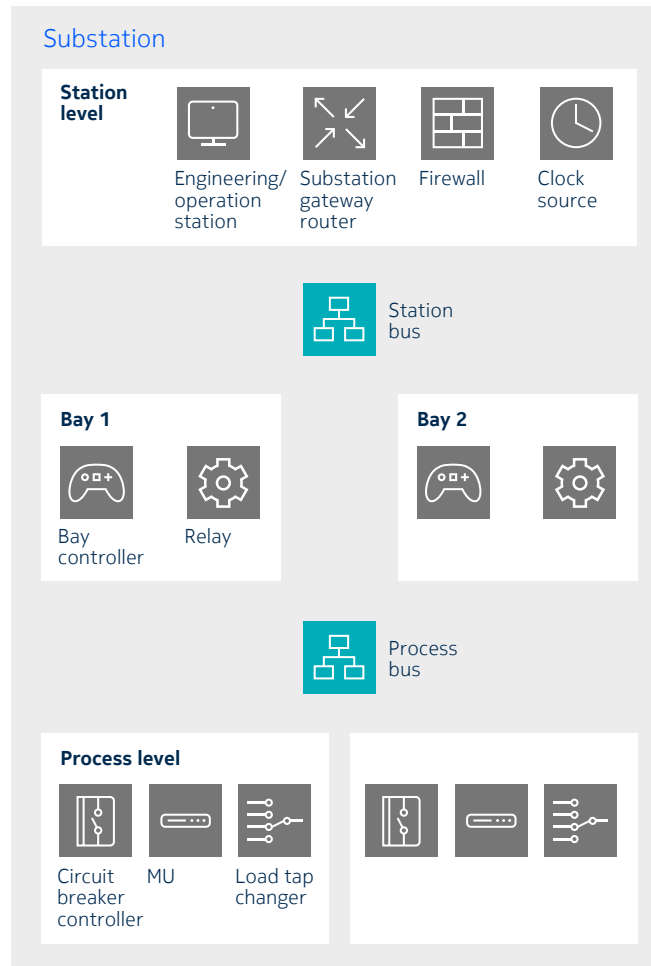 Substation
Station
level
Engineering/
operation
station
Substation
gateway
router
Firewall
Clock
source
Station
bus
Bay 1
Bay
controller
Relay
Bay 2
Process
bus
Process level
Circuit
breaker
controller
MU
Load tap
changer